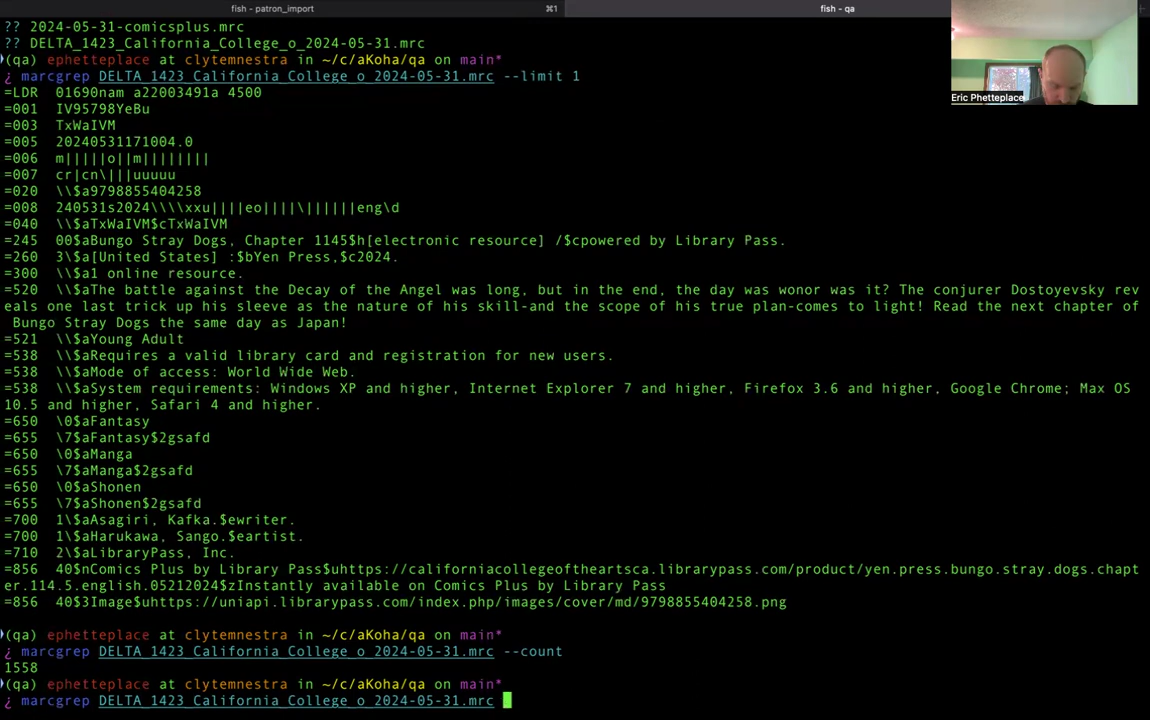 fish - patron_import
⌘1
fish - qa
?? 2024-05-31-comicsplus.mrc
?? DELTA_1423_California_College_o_2024-05-31.mrc
(qa) ephetteplace at clytemnestra in ~/c/aKoha/qa on main*
¿ marcgrep DELTA_1423_California_College_o_2024-05-31.mrc --limit 1
=LDR  01690nam a22003491a 4500
=001  IV95798YeBu
=003  TxWaIVM
=005  20240531171004.0
=006  m|||||o||m||||||||
=007  cr|cn\|||uuuuu
=020  \\$a9798855404258
=008  240531s2024\\\\xxu||||eo||||\||||||eng\d
=040  \\$aTxWaIVM$cTxWaIVM
=245  00$aBungo Stray Dogs, Chapter 1145$h[electronic resource] /$cpowered by Library Pass.
=260  3\$a[United States] :$bYen Press,$c2024.
=300  \\$a1 online resource.
=520  \\$aThe battle against the Decay of the Angel was long, but in the end, the day was wonor was it? The conjurer Dostoyevsky rev
eals one last trick up his sleeve as the nature of his skill-and the scope of his true plan-comes to light! Read the next chapter of
Bungo Stray Dogs the same day as Japan!
=521  \\$aYoung Adult
=538  \\$aRequires a valid library card and registration for new users.
=538  \\$aMode of access: World Wide Web.
=538  \\$aSystem requirements: Windows XP and higher, Internet Explorer 7 and higher, Firefox 3.6 and higher, Google Chrome; Max OS
10.5 and higher, Safari 4 and higher.
=650  \0$aFantasy
=655  \7$aFantasy$2gsafd
=650  \0$aManga
=655  \7$aManga$2gsafd
=650  \0$aShonen
=655  \7$aShonen$2gsafd
=700  1\$aAsagiri, Kafka.$ewriter.
=700  1\$aHarukawa, Sango.$eartist.
=710  2\$aLibraryPass, Inc.
=856  40$nComics Plus by Library Pass$uhttps://californiacollegeoftheartsca.librarypass.com/product/yen.press.bungo.stray.dogs.chapt
er.114.5.english.05212024$zInstantly available on Comics Plus by Library Pass
=856  40$3Image$uhttps://uniapi.librarypass.com/index.php/images/cover/md/9798855404258.png
(qa) ephetteplace at clytemnestra in ~/c/aKoha/qa on main*
¿ marcgrep DELTA_1423_California_College_o_2024-05-31.mrc --count
1558
(qa) ephetteplace at clytemnestra in ~/c/aKoha/qa on main*
¿ marcgrep DELTA_1423_California_College_o_2024-05-31.mrc
Eric Phetteplace